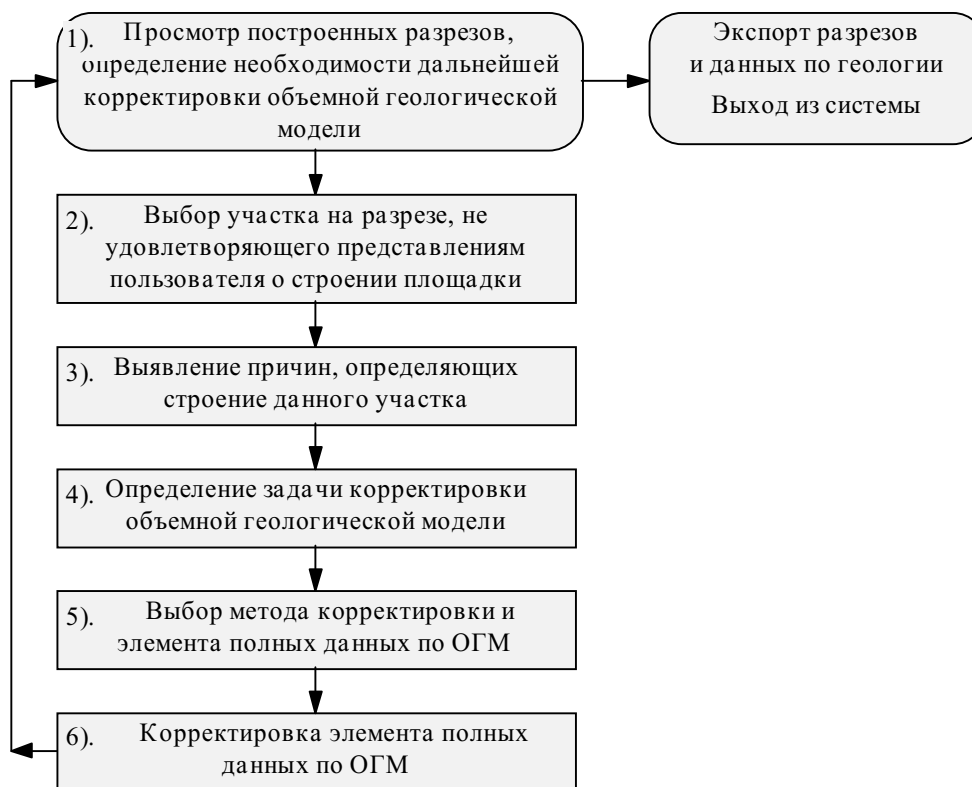 1). Просмотр построенных разрезов,
определение необходимости дальнейшей
корректировки объемной геологической
модели
Экспорт разрезов
и данных по геологии
Выход из системы
2). Выбор участка на разрезе, не
удовлетворяющего представлениям
пользователя о строении площадки
3). Выявление причин, определяющих
строение данного участка
4). Определение задачи корректировки
объемной геологической модели
5). Выбор метода корректировки и
элемента полных данных по ОГМ
6). Корректировка элемента полных
данных по ОГМ